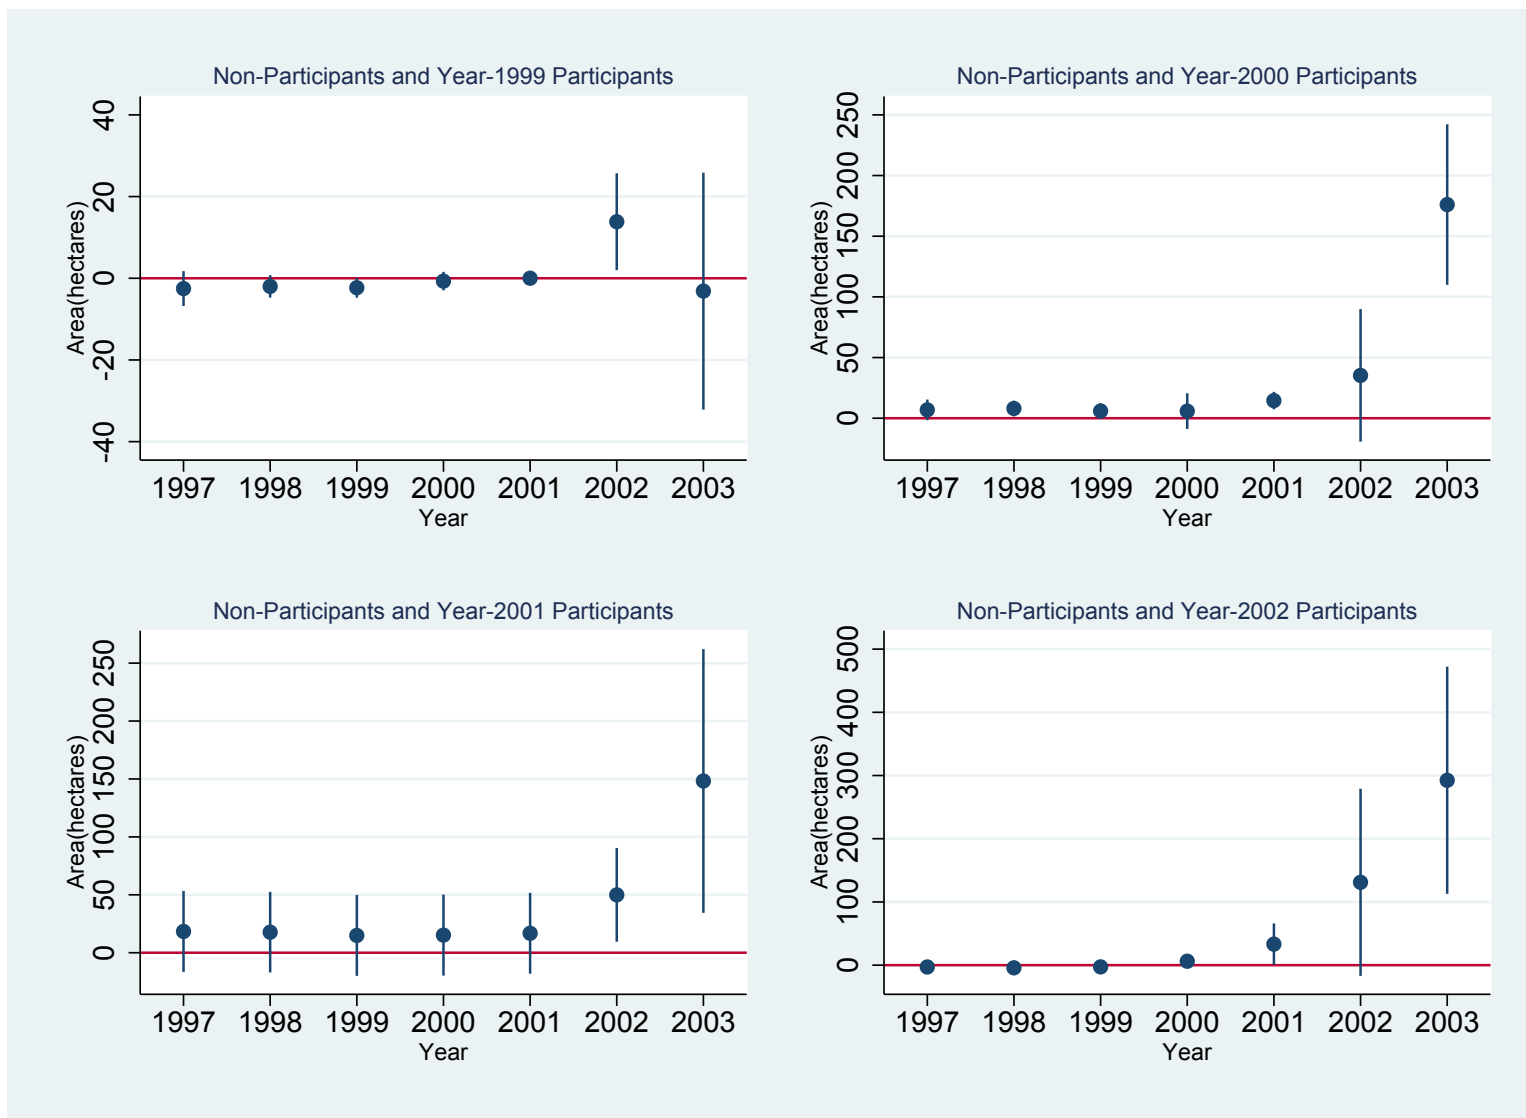 Non-Participants and Year-1999 Participants
Area(hectares)
40
20
0
-20
-40
1997 1998 1999 2000 2001 2002 2003
Year
Non-Participants and Year-2000 Participants
Area(hectares)
250
200
150
100
50
0
1997 1998 1999 2000 2001 2002 2003
Year
Non-Participants and Year-2001 Participants
Area(hectares)
250
200
150
100
50
0
1997 1998 1999 2000 2001 2002 2003
Year
Non-Participants and Year-2002 Participants
Area(hectares)
500
400
300
200
100
0
1997 1998 1999 2000 2001 2002 2003
Year